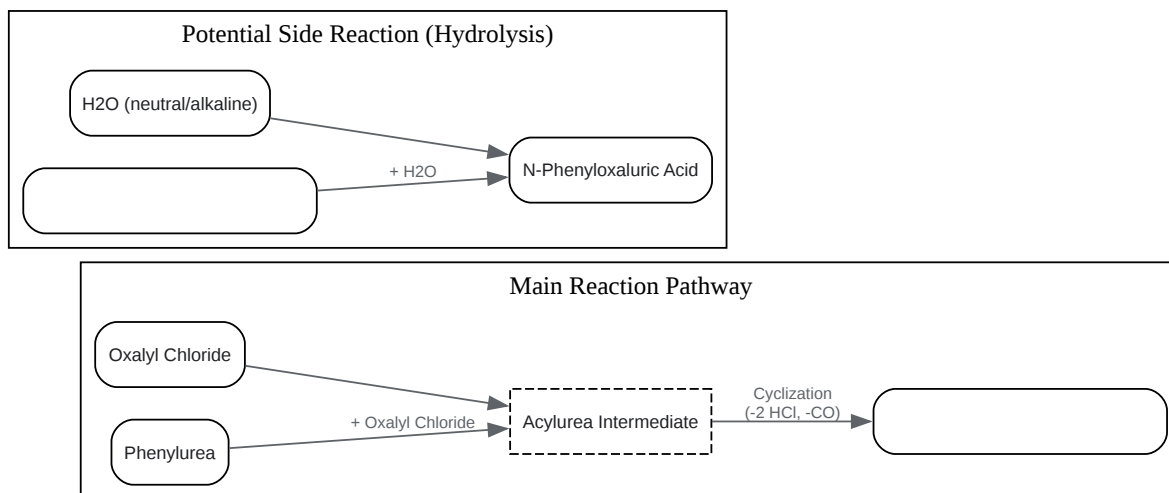 Potential Side Reaction (Hydrolysis)
H2O (neutral/alkaline)
+ H2O
N-Phenyloxaluric Acid
Main Reaction Pathway
Oxalyl Chloride
+ Oxalyl Chloride
Phenylurea
Acylurea Intermediate
Cyclization
(-2 HCl, -CO)